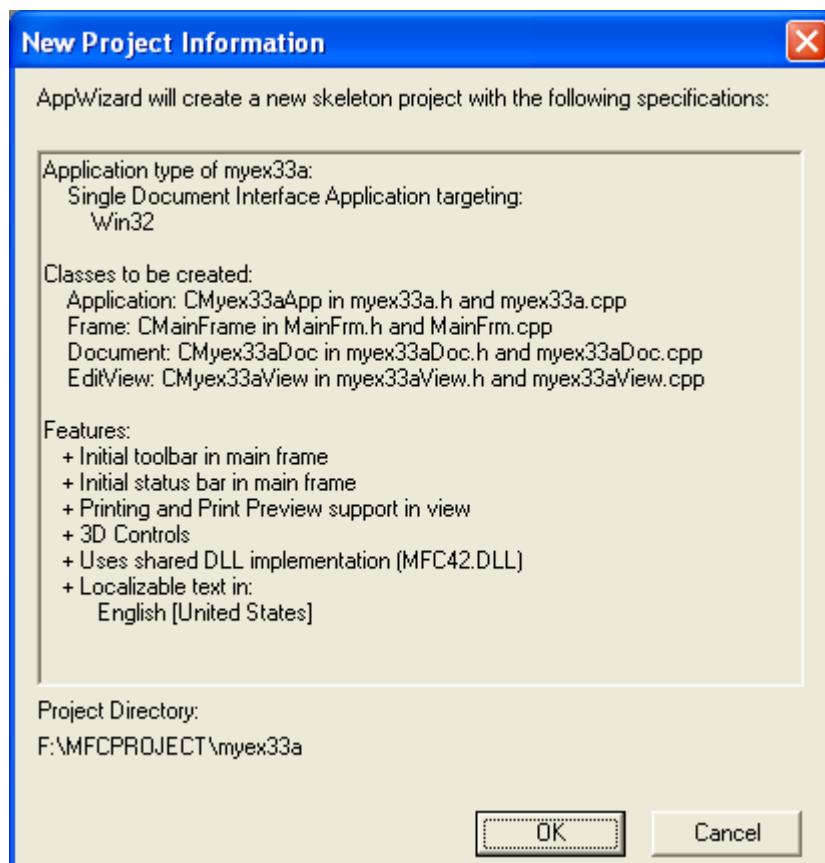 New Project Information
AppWizard will create a new skeleton project with the following specifications:
Application type of myex33a:
Single Document Interface Application targeting:
Win32
Classes to be created:
Application: CMyex33aApp in myex33a.h and myex33a.cpp
Frame: CMainFrame in MainFrm.h and MainFrm.cpp
Document: CMyex33aDoc in myex33aDoc.h and myex33aDoc.cpp
EditView: CMyex33aView in myex33aView.h and myex33aView.cpp
Features:
+ Initial toolbar in main frame
+ Initial status bar in main frame
+ Printing and Print Preview support in view
+ 3D Controls
+ Uses shared DLL implementation (MFC42.DLL)
+ Localizable text in:
English [United States]
Project Directory:
F:\MFCPROJECT\myex33a
OK
Cancel